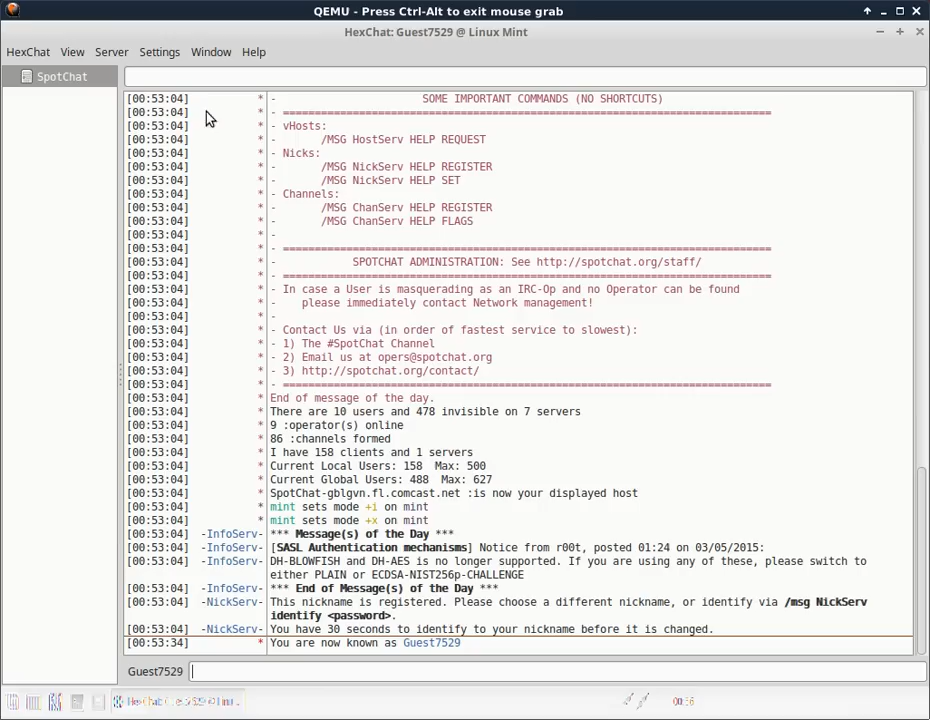 QEMU - Press Ctrl-Alt to exit mouse grab
HexChat: Guest7529 @ Linux Mint
HexChat View Server Settings Window Help
SpotChat
[00:53:04] * - SOME IMPORTANT COMMANDS (NO SHORTCUTS)
[00:53:04] * - ==============================================================================
[00:53:04] * - vHosts:
[00:53:04] * - /MSG HostServ HELP REQUEST
[00:53:04] * - Nicks:
[00:53:04] * - /MSG NickServ HELP REGISTER
[00:53:04] * - /MSG NickServ HELP SET
[00:53:04] * - Channels:
[00:53:04] * - /MSG ChanServ HELP REGISTER
[00:53:04] * - /MSG ChanServ HELP FLAGS
[00:53:04] * -
[00:53:04] * - ==============================================================================
[00:53:04] * - SPOTCHAT ADMINISTRATION: See http://spotchat.org/staff/
[00:53:04] * - ==============================================================================
[00:53:04] * - In case a User is masquerading as an IRC-Op and no Operator can be found
[00:53:04] * - please immediately contact Network management!
[00:53:04] * -
[00:53:04] * - Contact Us via (in order of fastest service to slowest):
[00:53:04] * - 1) The #SpotChat Channel
[00:53:04] * - 2) Email us at opers@spotchat.org
[00:53:04] * - 3) http://spotchat.org/contact/
[00:53:04] * - ==============================================================================
[00:53:04] * End of message of the day.
[00:53:04] * There are 10 users and 478 invisible on 7 servers
[00:53:04] * 9 :operator(s) online
[00:53:04] * 86 :channels formed
[00:53:04] * I have 158 clients and 1 servers
[00:53:04] * Current Local Users: 158 Max: 500
[00:53:04] * Current Global Users: 488 Max: 627
[00:53:04] * SpotChat-gblgvn.fl.comcast.net :is now your displayed host
[00:53:04] * mint sets mode +i on mint
[00:53:04] * mint sets mode +x on mint
[00:53:04] -InfoServ- *** Message(s) of the Day ***
[00:53:04] -InfoServ- [SASL Authentication mechanisms] Notice from r00t, posted 01:24 on 03/05/2015:
[00:53:04] -InfoServ- DH-BLOWFISH and DH-AES is no longer supported. If you are using any of these, please switch to
either PLAIN or ECDSA-NIST256p-CHALLENGE
[00:53:04] -InfoServ- *** End of Message(s) of the Day ***
[00:53:04] -NickServ- This nickname is registered. Please choose a different nickname, or identify via /msg NickServ
identify <password>.
[00:53:04] -NickServ- You have 30 seconds to identify to your nickname before it is changed.
[00:53:34] * You are now known as Guest7529
Guest7529